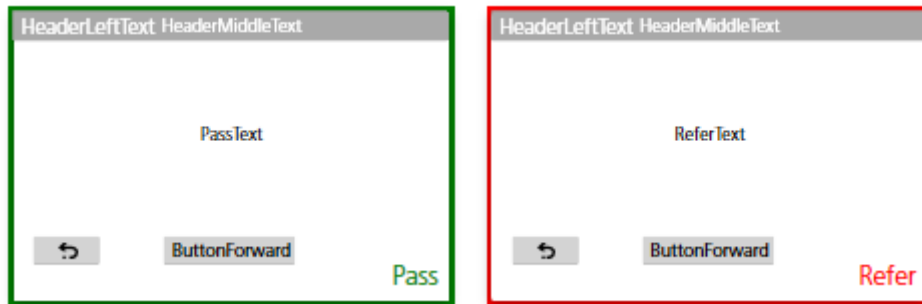 HeaderLeftText HeaderMiddleText
PassText
ButtonForward
Pass
HeaderLeftText HeaderMiddleText
ReferText
ButtonForward
Refer